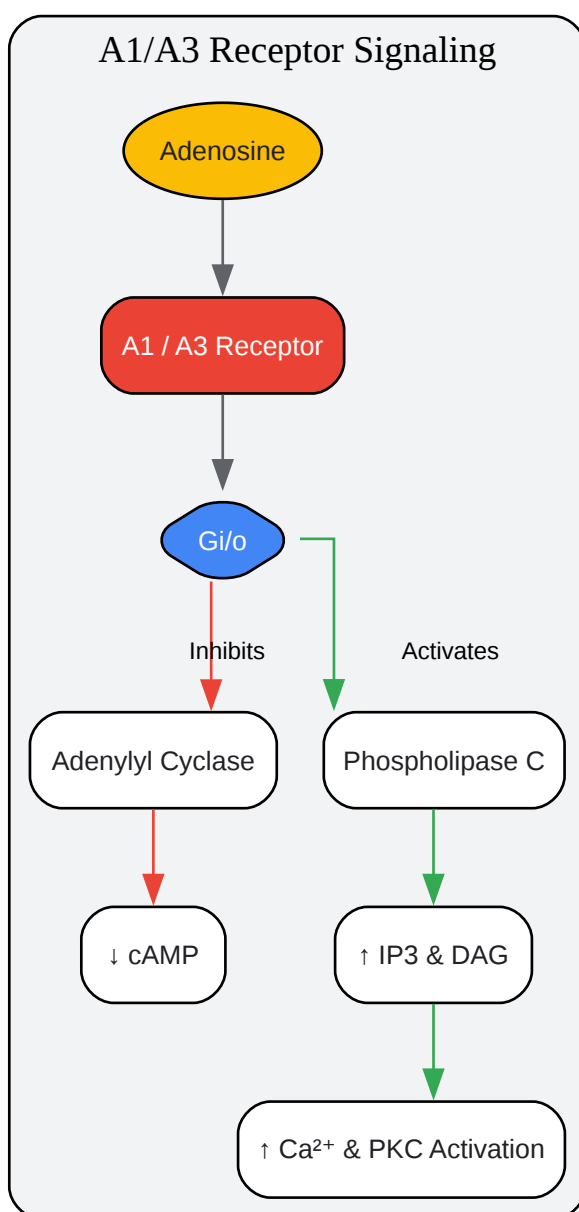 A1/A3 Receptor Signaling
Adenosine
A1 / A3 Receptor
Gi/o
Inhibits
Activates
Adenylyl Cyclase
Phospholipase C
↓ cAMP
↑ IP3 & DAG
↑ Ca²⁺ & PKC Activation